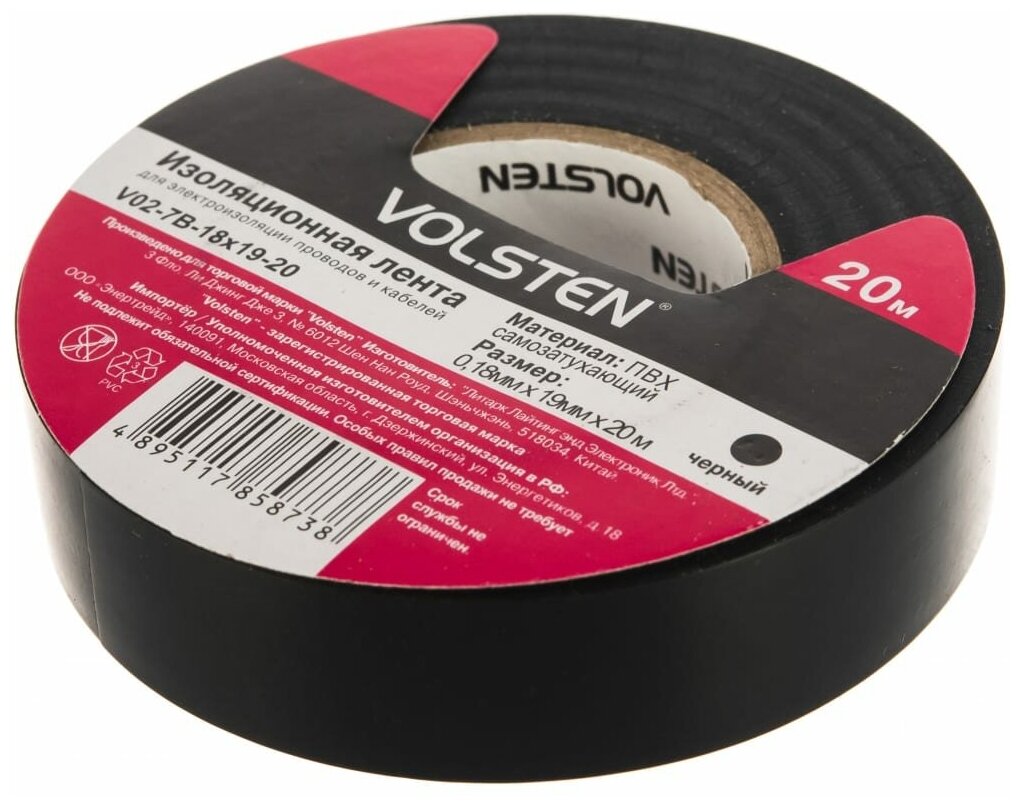 VOLSTEN
VOLSTEN
VOLSTEN
20м
VOLSTEN®
Изоляционная лента
для электроизоляции проводов и кабелей
V02-7B-18x19-20
Материал: ПВХ
самозатухающий
Размер:
0,18мм х 19мм х 20м
черный
Произведено для торговой марки "Volsten" Изготовитель: "Литарк Лайтинг энд Электроник Лтд."
3 Фло. Ли Джинг Дже 3, № 6012 Шен Нан Роуд. Шэньчжэнь, 518034, Китай.
"Volsten" - зарегистрированная торговая марка
Импортёр / Уполномоченная изготовителем организация в РФ:
ООО «Энертрейд», 140091, Московская область, г. Дзержинский, ул. Энергетиков, д. 18
Не подлежит обязательной сертификации. Особых правил продажи не требует
Срок
службы не
ограничен.
3
PVC
4895117858738